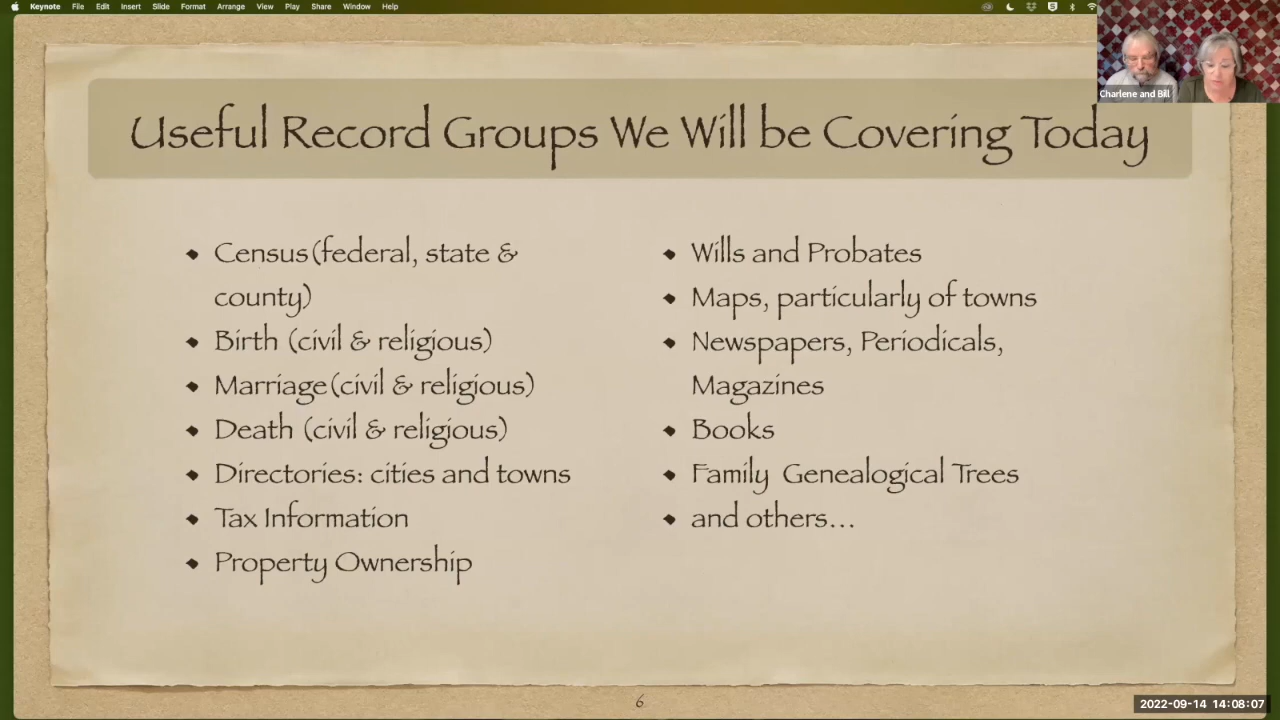 Keynote File Edit Insert Slide Format Arrange View Play Share Window Help
Charlene and Bill
Useful Record Groups We Will be Covering Today
• Census(federal, state &
county)
• Birth (civil & religious)
• Marriage(civil & religious)
• Death (civil & religious)
• Directories: cities and towns
• Tax Information
• Property Ownership
• Wills and Probates
• Maps, particularly of towns
• Newspapers, Periodicals,
Magazines
• Books
• Family Genealogical Trees
• and others...
6
2022-09-14 14:08:07